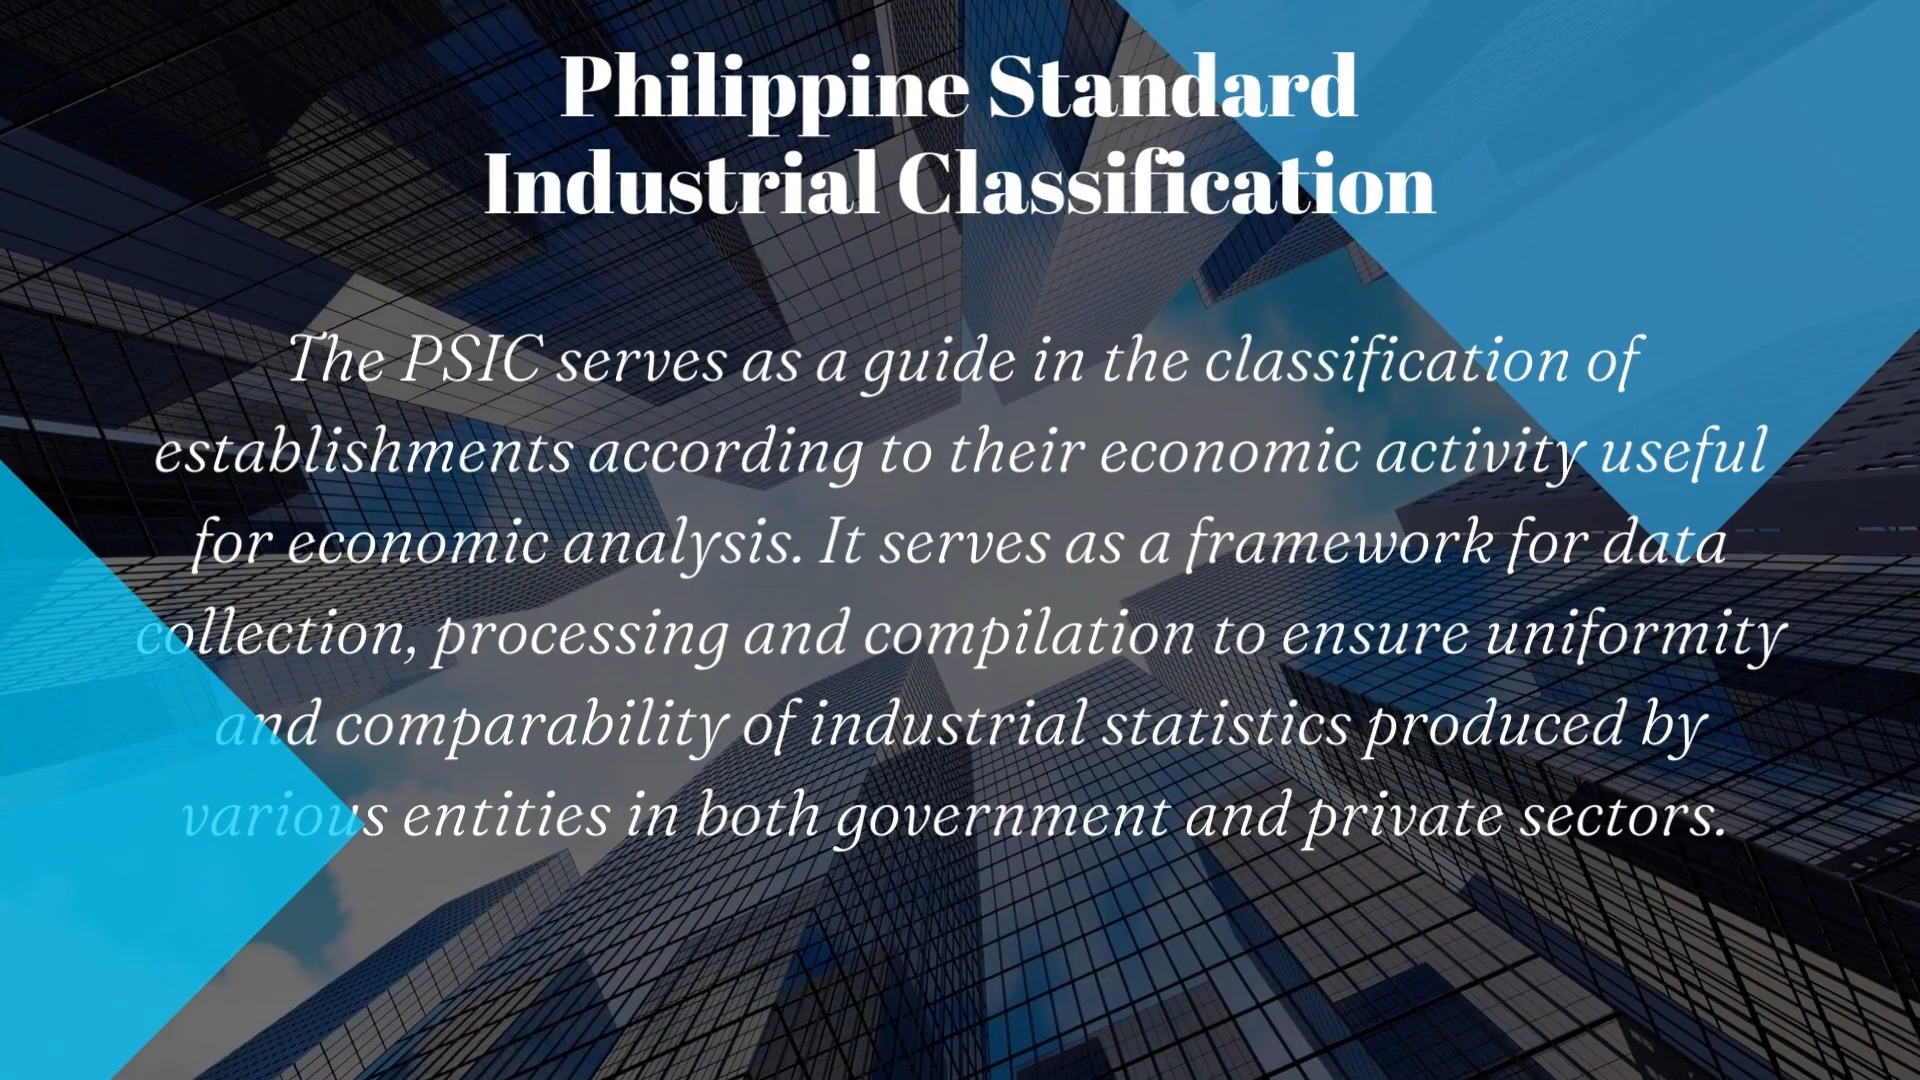 Philippine Standard
Industrial Classification
The PSIC serves as a guide in the classification of
establishments according to their economic activity useful
for economic analysis. It serves as a framework for data
collection, processing and compilation to ensure uniformity
and comparability of industrial statistics produced by
various entities in both government and private sectors.